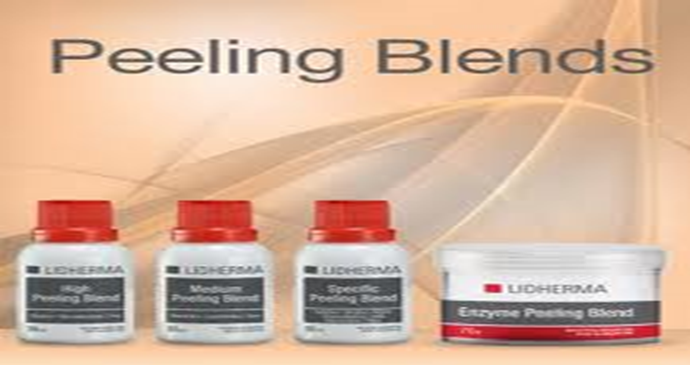 Peeling Blends
LIDHERMA
High
Peeling Blend
LIDHERMA
Medium
Peeling Blend
LIDHERMA
Specific
Peeling Blend
LIDHERMA
Enzyme Peeling Blend